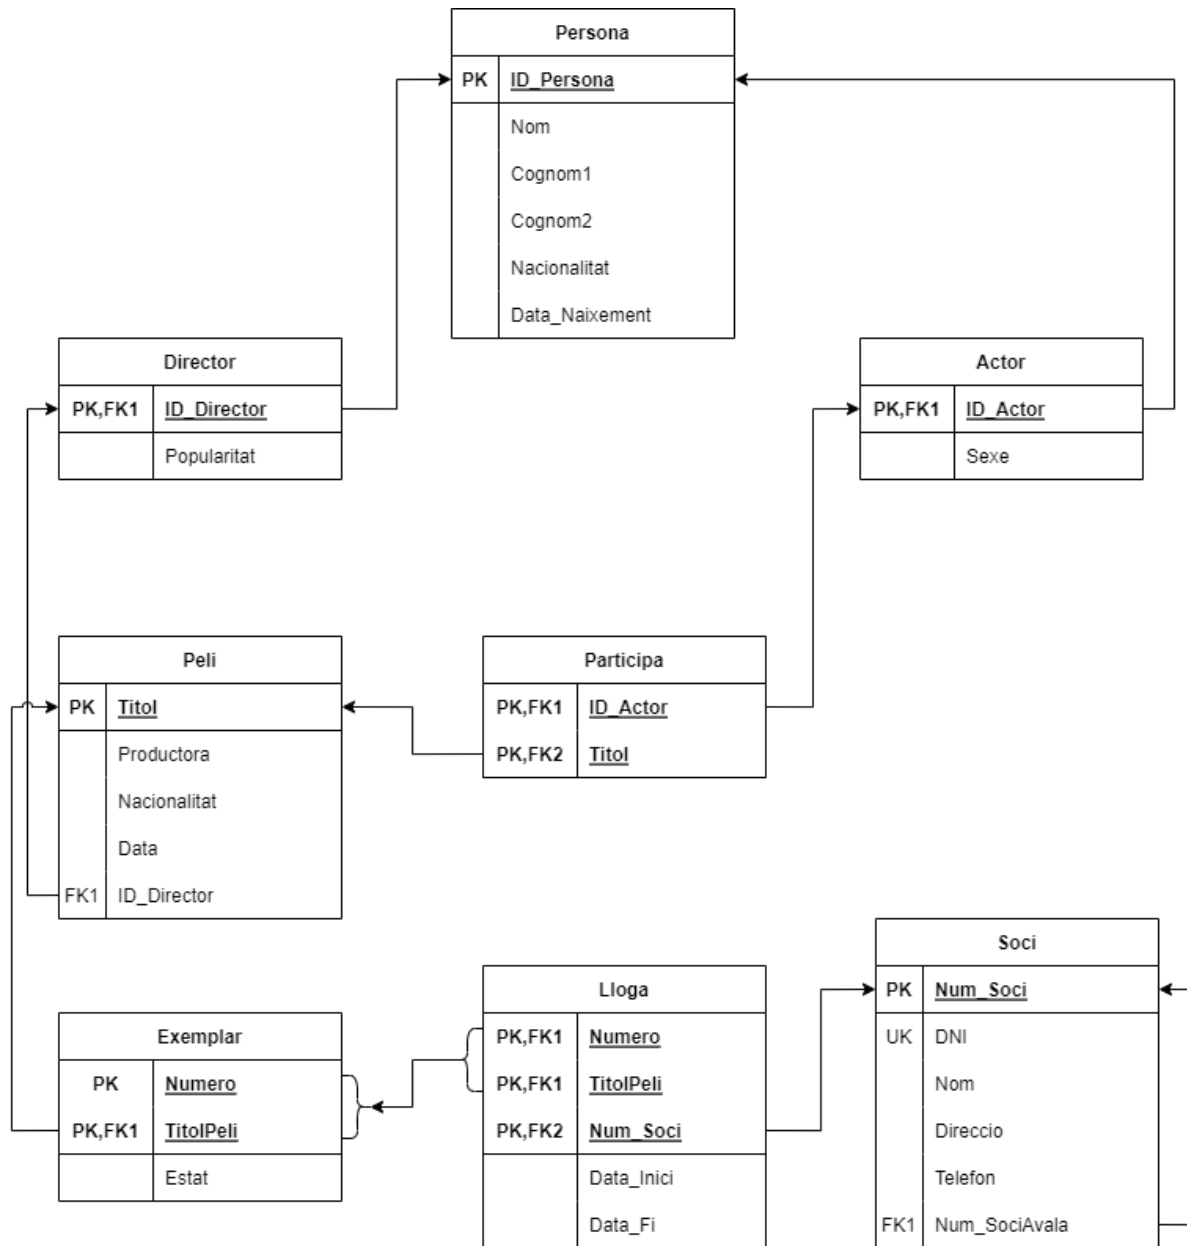 Persona
PK ID_Persona
Nom
Cognom1
Cognom2
Nacionalitat
Data_Naixement
Director
PK,FK1 ID_Director
Popularitat
Actor
PK,FK1 ID_Actor
Sexe
Peli
PK Titol
Productora
Nacionalitat
Data
FK1 ID_Director
Participa
PK,FK1 ID_Actor
PK,FK2 Titol
Exemplar
PK Numero
PK,FK1 TitolPeli
Estat
Lloga
PK,FK1 Numero
PK,FK1 TitolPeli
PK,FK2 Num_Soci
Data_Inici
Data_Fi
Soci
PK Num_Soci
UK DNI
Nom
Direccio
Telefon
FK1 Num_SociAvala